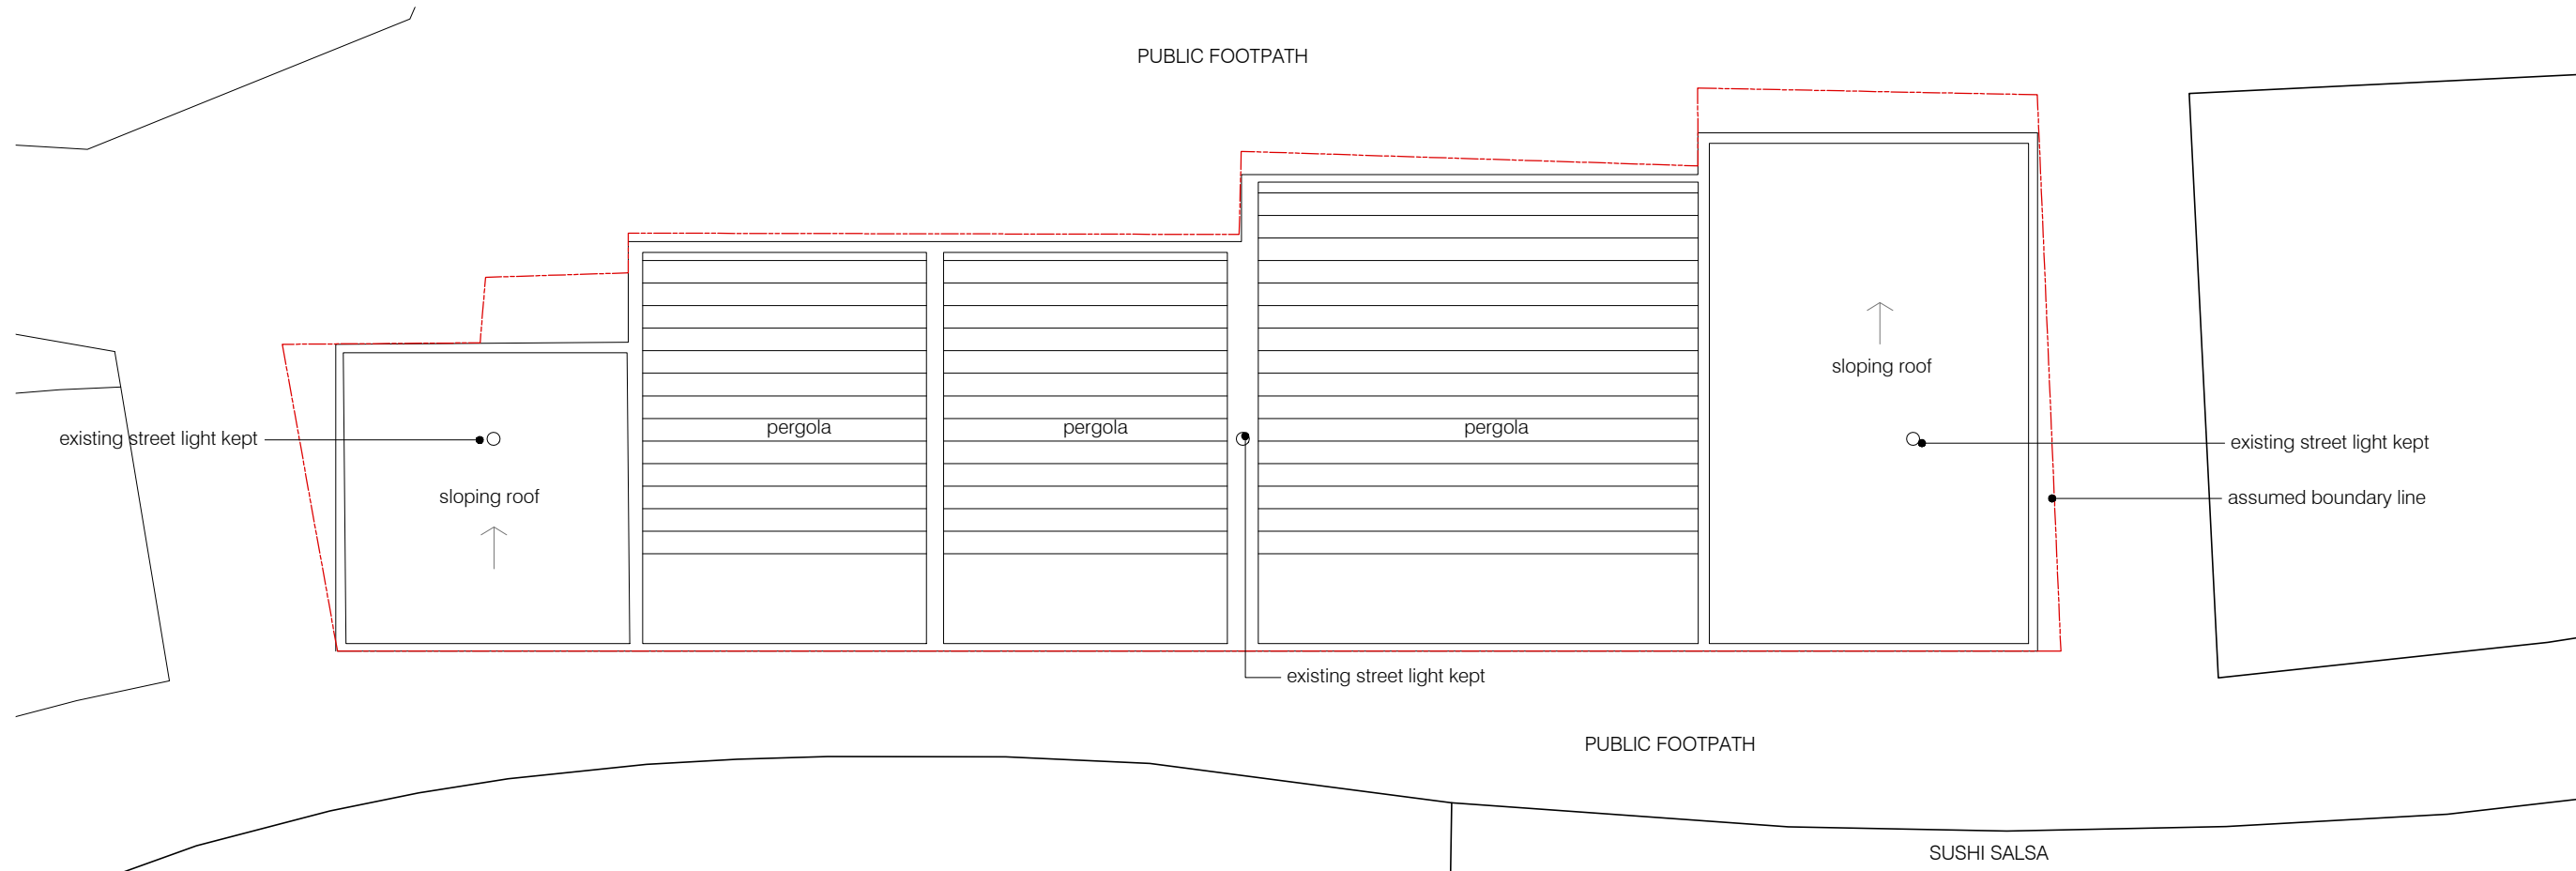 PUBLIC FOOTPATH
sloping roof
existing street light kept
pergola
pergola
pergola
existing street light kept
sloping roof
assumed boundary line
existing street light kept
PUBLIC FOOTPATH
SUSHI SALSA